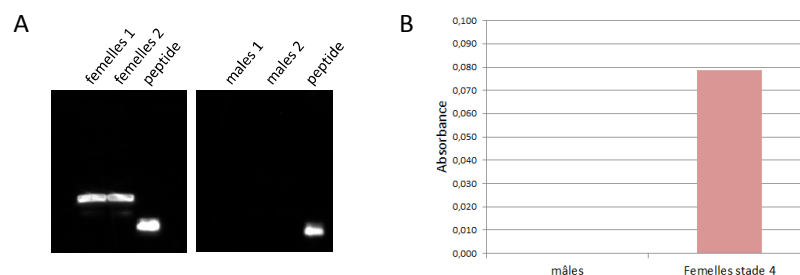 A
femelles 1
femelles 2
peptide
males 1
males 2
peptide
B
Absorbance
0,100
0,090
0,080
0,070
0,060
0,050
0,040
0,030
0,020
0,010
0,000
mâles
Femelles stade 4